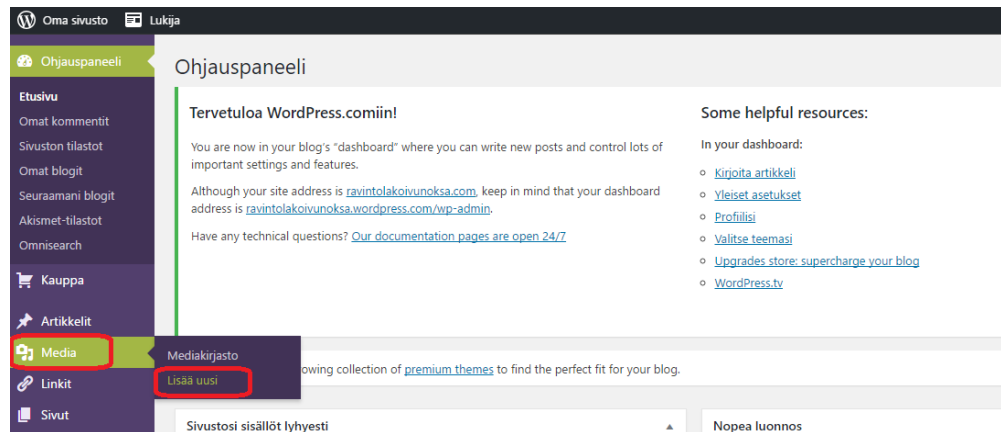 Oma sivusto Lukija
Ohjauspaneeli
Etusivu
Omat kommentit
Sivuston tilastot
Omat blogit
Seuraamani blogit
Akismet-tilastot
Omnisearch
Kauppa
Artikkelit
Media
Linkit
Sivut
Mediakirjasto
Lisää uusi
Ohjauspaneeli
Tervetuloa WordPress.comiin!
You are now in your blog's "dashboard" where you can write new posts and control lots of
important settings and features.
Although your site address is ravintolakoivunoksa.com, keep in mind that your dashboard
address is ravintolakoivunoksa.wordpress.com/wp-admin.
Have any technical questions? Our documentation pages are open 24/7
Some helpful resources:
In your dashboard:
Kirjoita artikkeli
Yleiset asetukset
Profiilisi
Valitse teemasi
Upgrades store: supercharge your blog
WordPress.tv
owing collection of premium themes to find the perfect fit for your blog.
Sivustosi sisällöt lyhyesti
Nopea luonnos